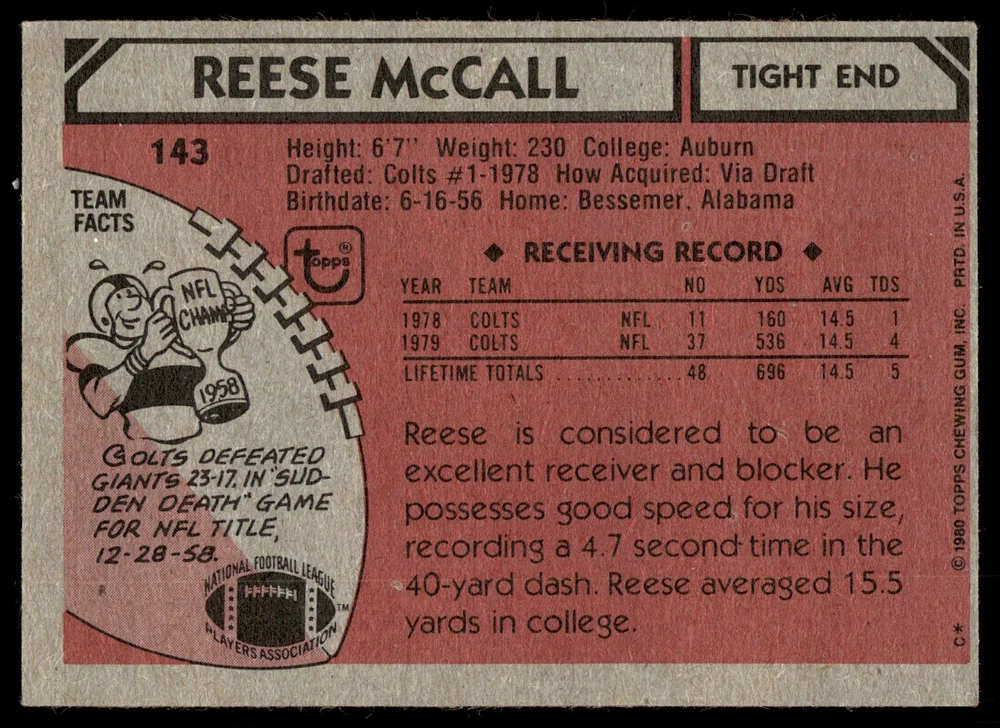 REESE McCALL
TIGHT END
143
Height: 6'7" Weight: 230 College: Auburn
Drafted: Colts #1-1978 How Acquired: Via Draft
Birthdate: 6-16-56 Home: Bessemer, Alabama
TEAM
FACTS
topps®
NFL
CHAMP
1958
COLTS DEFEATED
GIANTS 23-17, IN "SUD-
DEN DEATH" GAME
FOR NFL TITLE,
12-28-58.
NATIONAL FOOTBALL LEAGUE
PLAYERS ASSOCIATION
TM
◆ RECEIVING RECORD ◆
YEAR TEAM NO YDS AVG TDS
1978 COLTS NFL 11 160 14.5 1
1979 COLTS NFL 37 536 14.5 4
LIFETIME TOTALS ............ 48 696 14.5 5
Reese is considered to be an
excellent receiver and blocker. He
possesses good speed for his size,
recording a 4.7 second time in the
40-yard dash. Reese averaged 15.5
yards in college.
© 1980 TOPPS CHEWING GUM, INC. PRTD. IN U.S.A.
C*